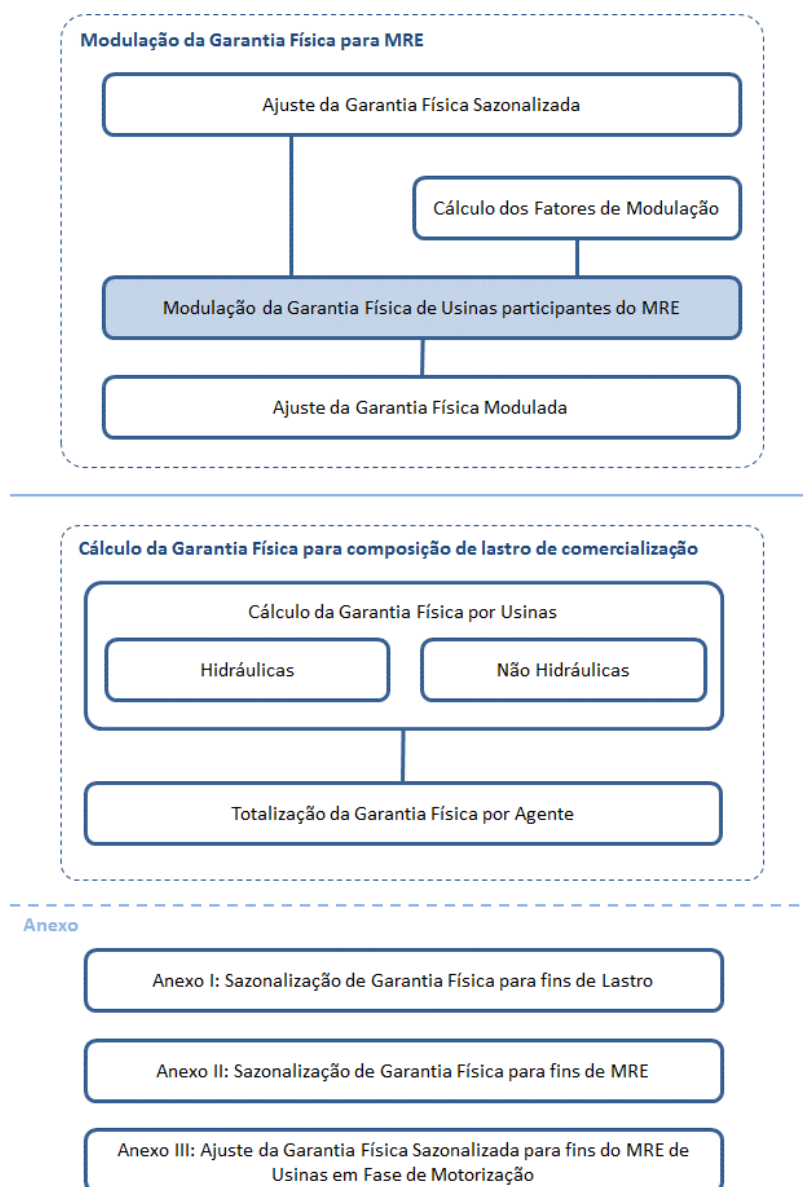 Modulação da Garantia Física para MRE
Ajuste da Garantia Física Sazonalizada
Cálculo dos Fatores de Modulação
Modulação da Garantia Física de Usinas participantes do MRE
Ajuste da Garantia Física Modulada
Cálculo da Garantia Física para composição de lastro de comercialização
Cálculo da Garantia Física por Usinas
Hidráulicas
Não Hidráulicas
Totalização da Garantia Física por Agente
Anexo
Anexo I: Sazonalização de Garantia Física para fins de Lastro
Anexo II: Sazonalização de Garantia Física para fins de MRE
Anexo III: Ajuste da Garantia Física Sazonalizada para fins do MRE de
Usinas em Fase de Motorização